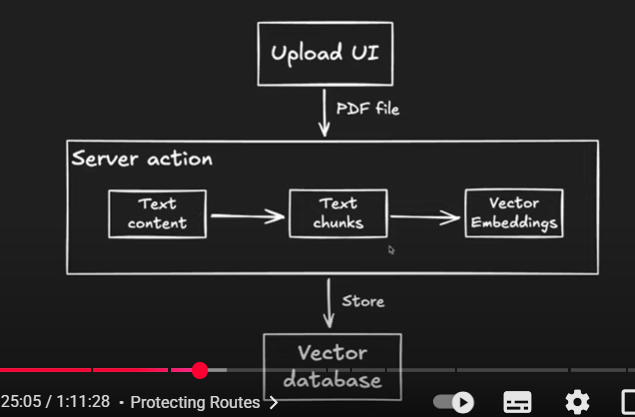 Upload UI
PDF file
Server action
Text
content
Text
chunks
Vector
Embeddings
Store
Vector
database
25:05 / 1:11:28 • Protecting Routes >